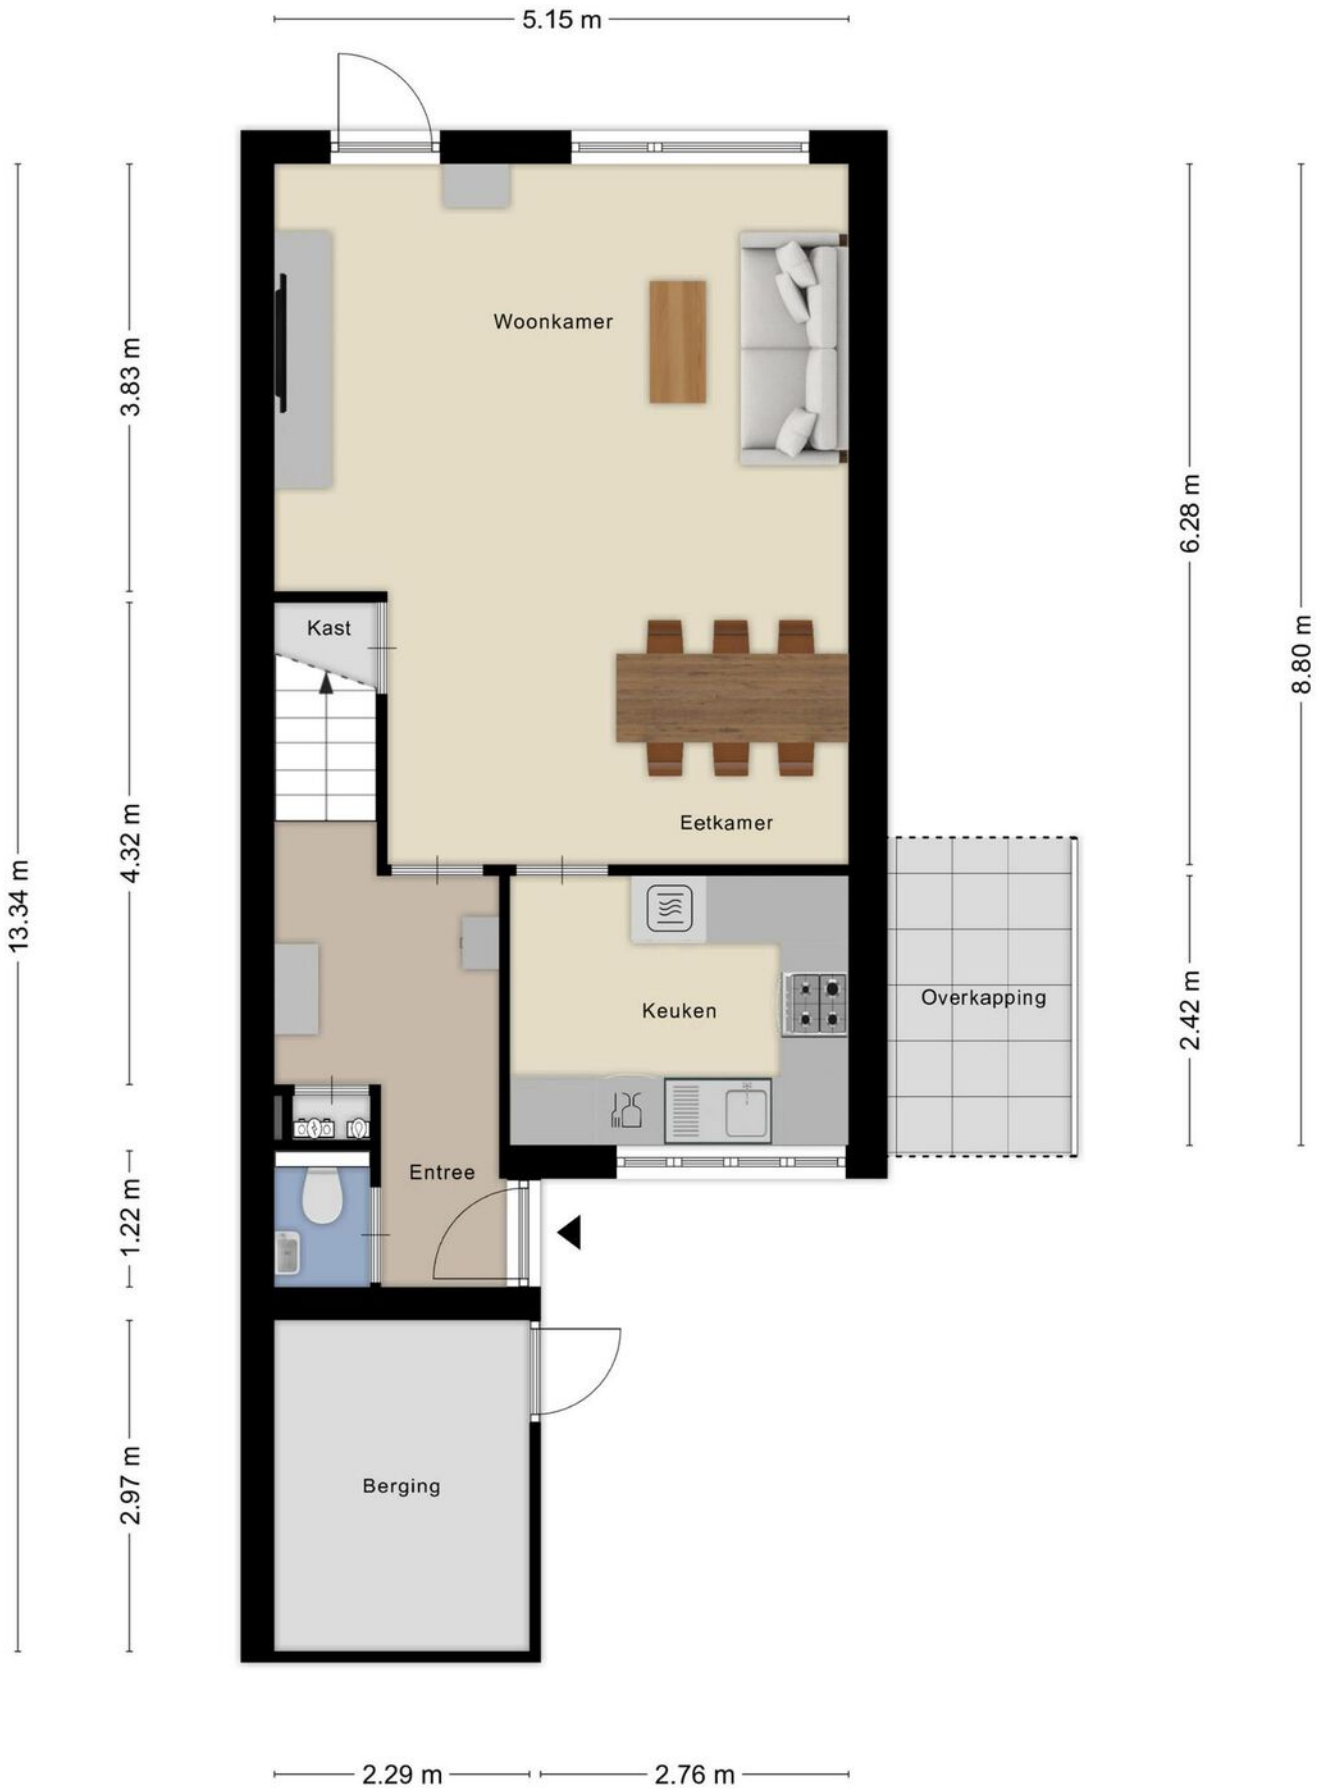 5.15 m
Woonkamer
3.83 m
6.28 m
Kast
8.80 m
Eetkamer
4.32 m
13.34 m
Keuken
Overkapping
2.42 m
Entree
1.22 m
Berging
2.97 m
2.29 m
2.76 m